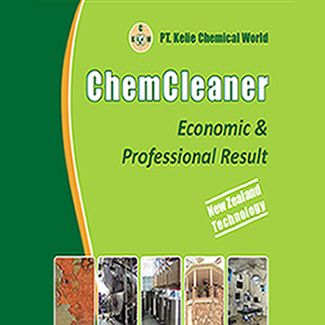 PT. Kelie Chemical World
ChemCleaner
Economic &
Professional Result
New Zealand
Technology